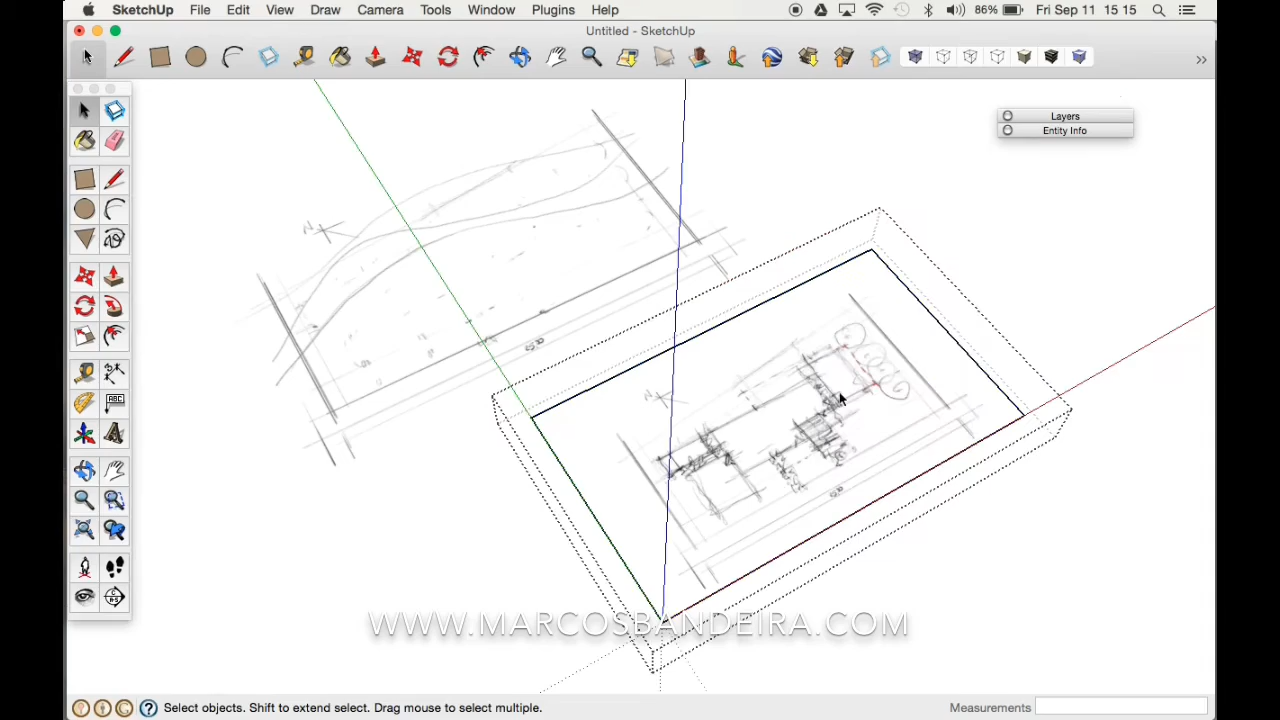 SketchUp File Edit View Draw Camera Tools Window Plugins Help 86% Fri Sep 11 15 15
Untitled - SketchUp
Layers
Entity Info
ABC
WWW.MARCOSBANDEIRA.COM
Select objects. Shift to extend select. Drag mouse to select multiple. Measurements